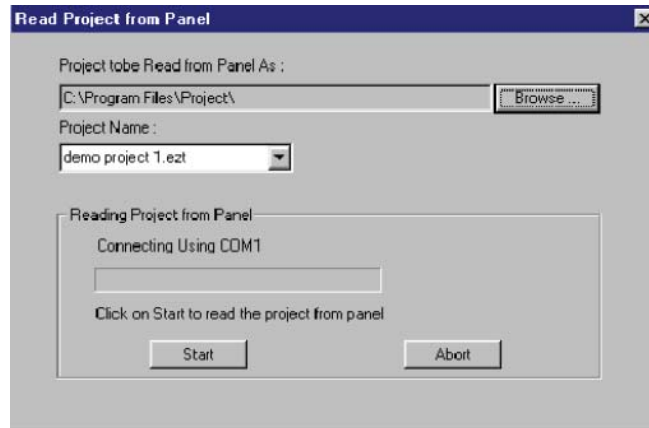 Read Project from Panel
Project tobe Read from Panel As :
C:\Program Files\Project\
Browse ...
Project Name :
demo project 1.ezt
Reading Project from Panel
Connecting Using COM1
Click on Start to read the project from panel
Start
Abort